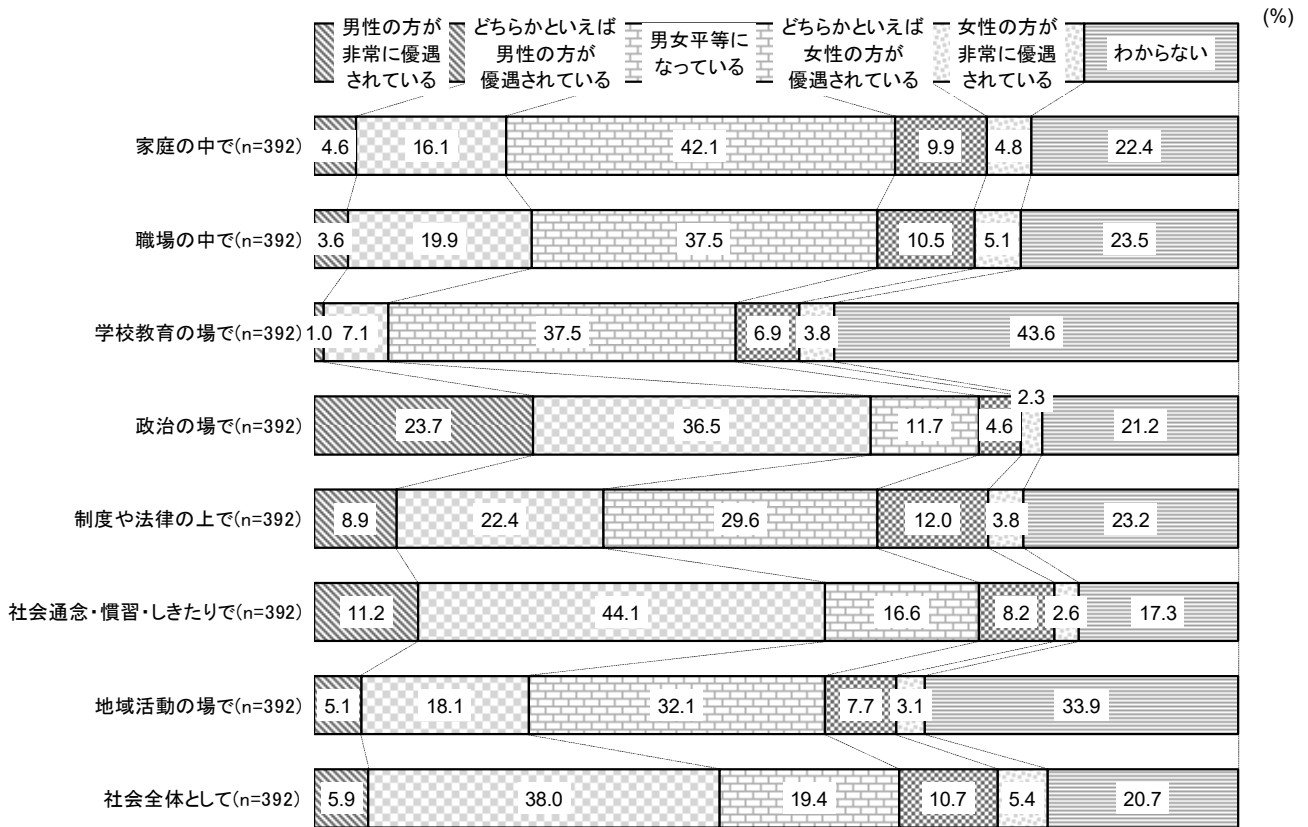 (%)
男性の方が
非常に優遇
されている
どちらかといえば
男性の方が
優遇されている
男女平等に
なっている
どちらかといえば
女性の方が
優遇されている
女性の方が
非常に優遇
されている
わからない
家庭の中で(n=392) 4.6 16.1 42.1 9.9 4.8 22.4
職場の中で(n=392) 3.6 19.9 37.5 10.5 5.1 23.5
学校教育の場で(n=392) 1.0 7.1 37.5 6.9 3.8 43.6
政治の場で(n=392) 23.7 36.5 11.7 4.6 2.3 21.2
制度や法律の上で(n=392) 8.9 22.4 29.6 12.0 3.8 23.2
社会通念・慣習・しきたりで(n=392) 11.2 44.1 16.6 8.2 2.6 17.3
地域活動の場で(n=392) 5.1 18.1 32.1 7.7 3.1 33.9
社会全体として(n=392) 5.9 38.0 19.4 10.7 5.4 20.7